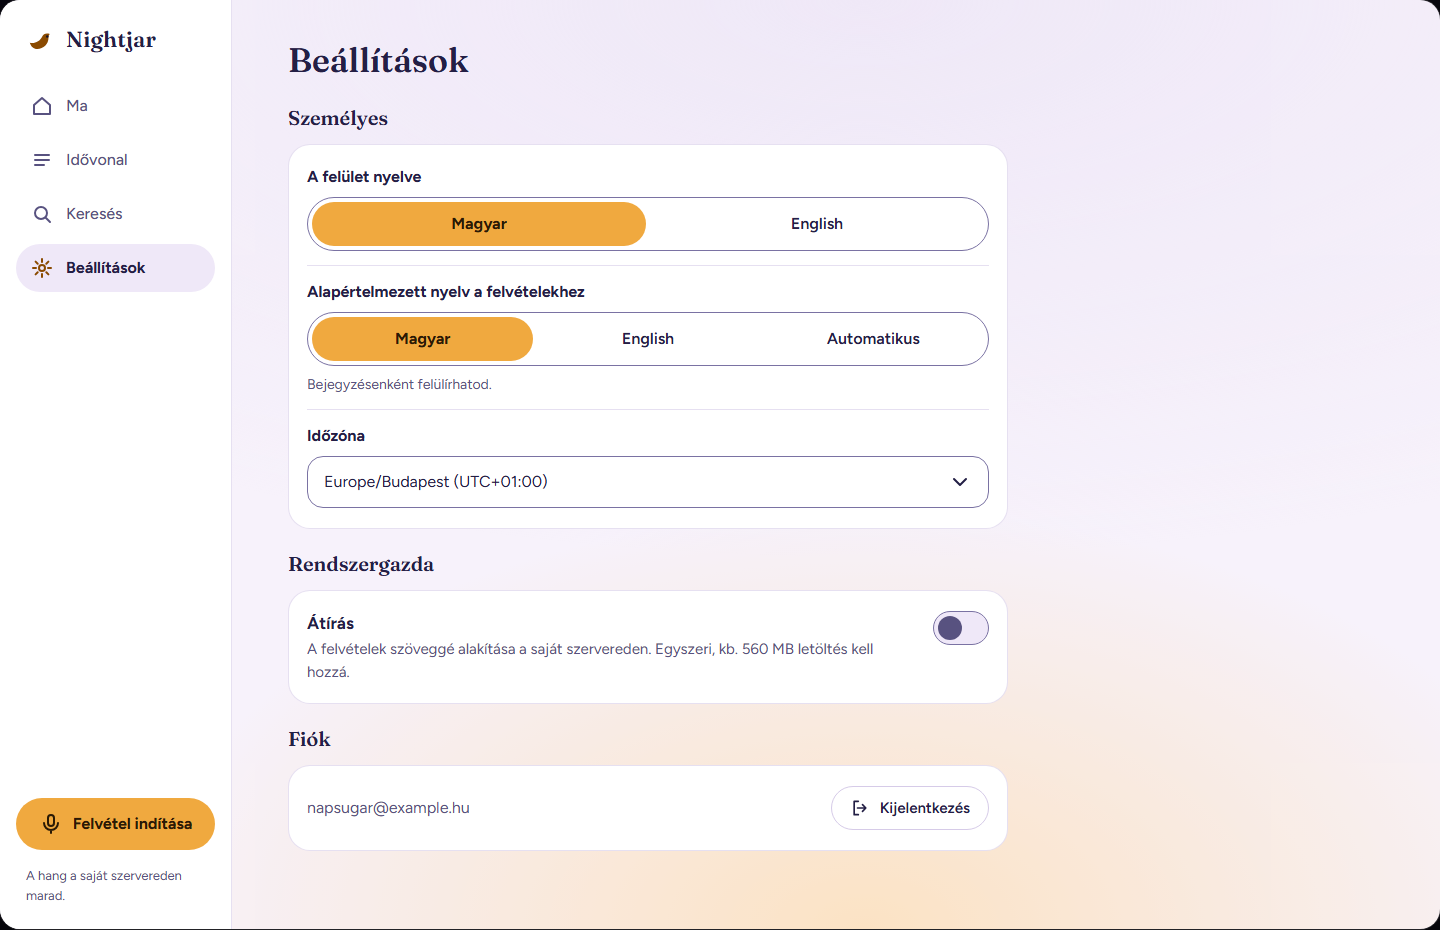 Nightjar
Ma
Idővonal
Keresés
Beállítások
Felvétel indítása
A hang a saját szervereden
marad.
Beállítások
Személyes
A felület nyelve
Magyar
English
Alapértelmezett nyelv a felvételekhez
Magyar
English
Automatikus
Bejegyzésenként felülírhatod.
Időzóna
Europe/Budapest (UTC+01:00)
Rendszergazda
Átírás
A felvételek szöveggé alakítása a saját szervereden. Egyszeri, kb. 560 MB letöltés kell
hozzá.
Fiók
napsugar@example.hu
Kijelentkezés